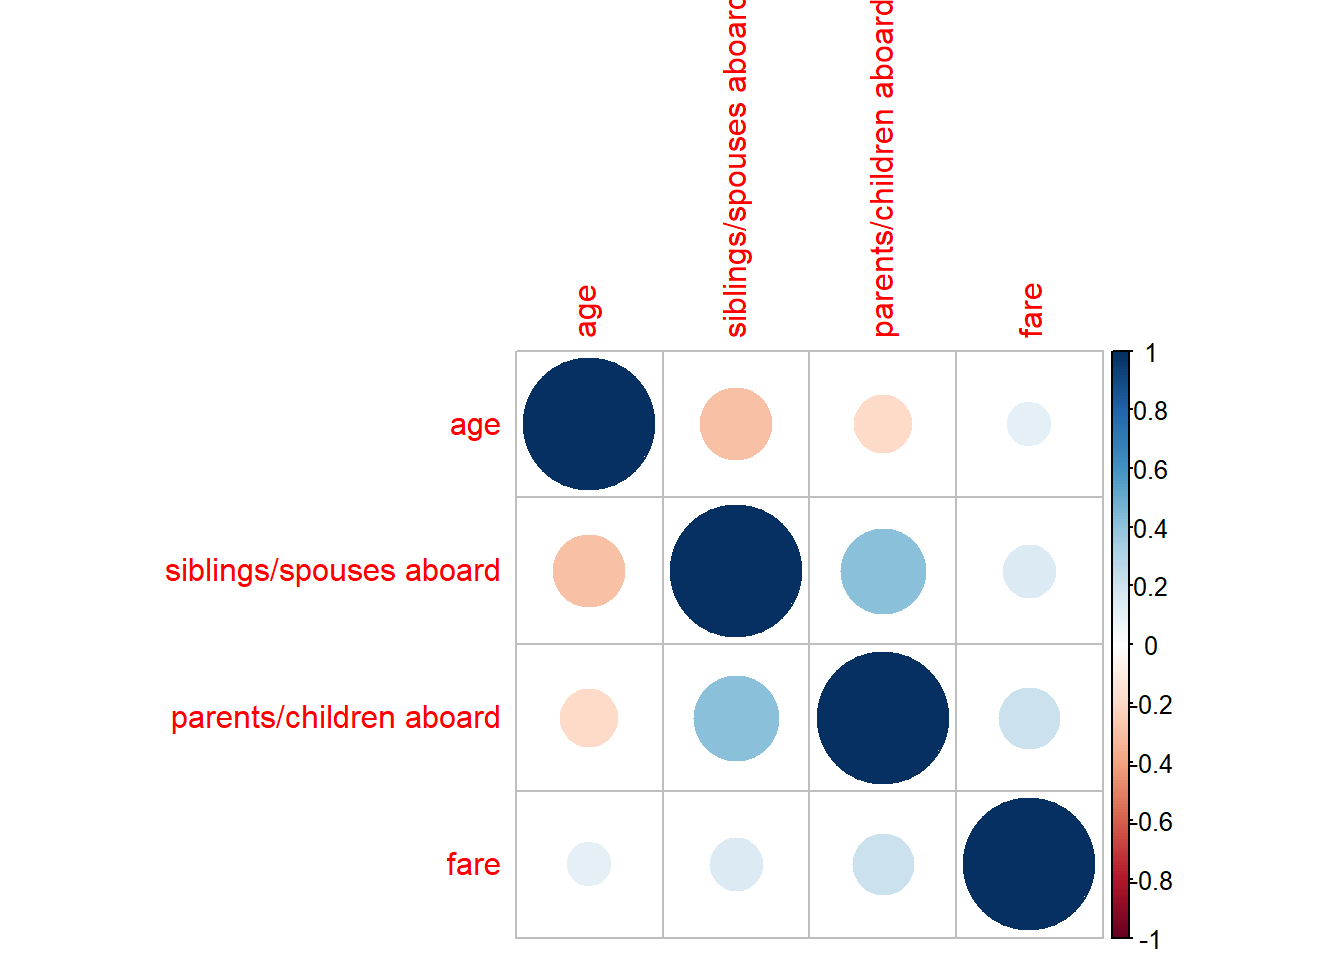 siblings/spouses aboard
parents/children aboard
age
fare
age
siblings/spouses aboard
parents/children aboard
fare
1
0.8
0.6
0.4
0.2
0
-0.2
-0.4
-0.6
-0.8
-1